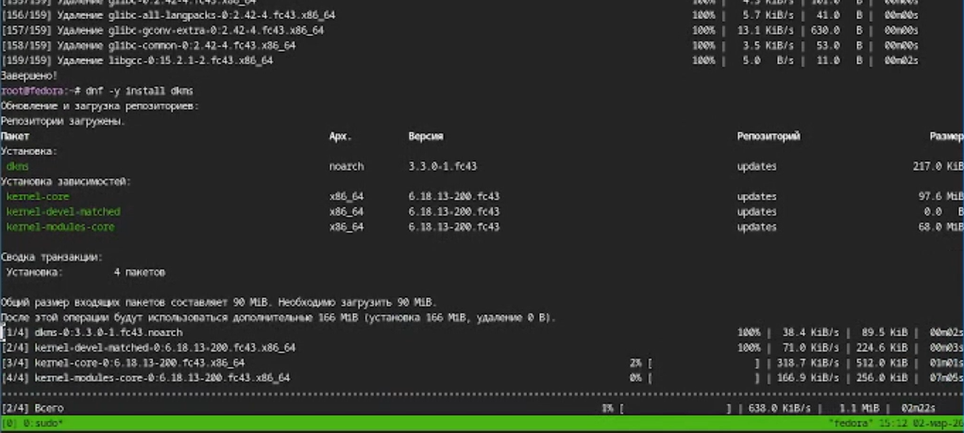 [155/159] Удаление glibc-0:2.42-4.fc43.x86_64 100% | 4.5 KiB/s | 101.0 B | 00m00s
[156/159] Удаление glibc-all-langpacks-0:2.42-4.fc43.x86_64 100% | 5.7 KiB/s | 41.0 B | 00m00s
[157/159] Удаление glibc-gconv-extra-0:2.42-4.fc43.x86_64 100% | 13.1 KiB/s | 630.0 B | 00m00s
[158/159] Удаление glibc-common-0:2.42-4.fc43.x86_64 100% | 3.5 KiB/s | 53.0 B | 00m00s
[159/159] Удаление libgcc-0:15.2.1-2.fc43.x86_64 100% | 5.0 B/s | 11.0 B | 00m02s
Завершено!
root@fedora:~# dnf -y install dkms
Обновление и загрузка репозиториев:
Репозитории загружены.
Пакет Арх. Версия Репозиторий Размер
Установка:
dkms noarch 3.3.0-1.fc43 updates 217.0 KiB
Установка зависимостей:
kernel-core x86_64 6.18.13-200.fc43 updates 97.6 MiB
kernel-devel-matched x86_64 6.18.13-200.fc43 updates 0.0 B
kernel-modules-core x86_64 6.18.13-200.fc43 updates 68.0 MiB
Сводка транзакции:
Установка: 4 пакетов
Общий размер входящих пакетов составляет 90 MiB. Необходимо загрузить 90 MiB.
После этой операции будут использоваться дополнительные 166 MiB (установка 166 MiB, удаление 0 B).
[1/4] dkms-0:3.3.0-1.fc43.noarch 100% | 38.4 KiB/s | 89.5 KiB | 00m02s
[2/4] kernel-devel-matched-0:6.18.13-200.fc43.x86_64 100% | 71.0 KiB/s | 224.6 KiB | 00m03s
[3/4] kernel-core-0:6.18.13-200.fc43.x86_64 2% [ ] | 318.7 KiB/s | 512.0 KiB | 01m01s
[4/4] kernel-modules-core-0:6.18.13-200.fc43.x86_64 0% [ ] | 166.9 KiB/s | 256.0 KiB | 07m05s
[2/4] Всего 1% [ ] | 638.0 KiB/s | 1.1 MiB | 02m22s
[0] 0:sudo* "fedora" 15:12 02-мар-26